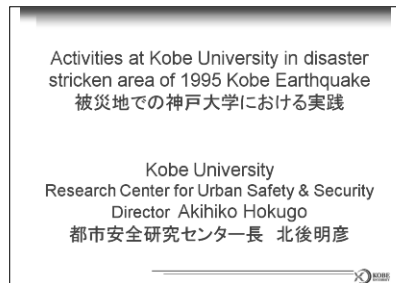 Activities at Kobe University in disaster
stricken area of 1995 Kobe Earthquake
被災地での神戸大学における実践
Kobe University
Research Center for Urban Safety & Security
Director Akihiko Hokugo
都市安全研究センター長 北後明彦
KOBE
UNIVERSITY